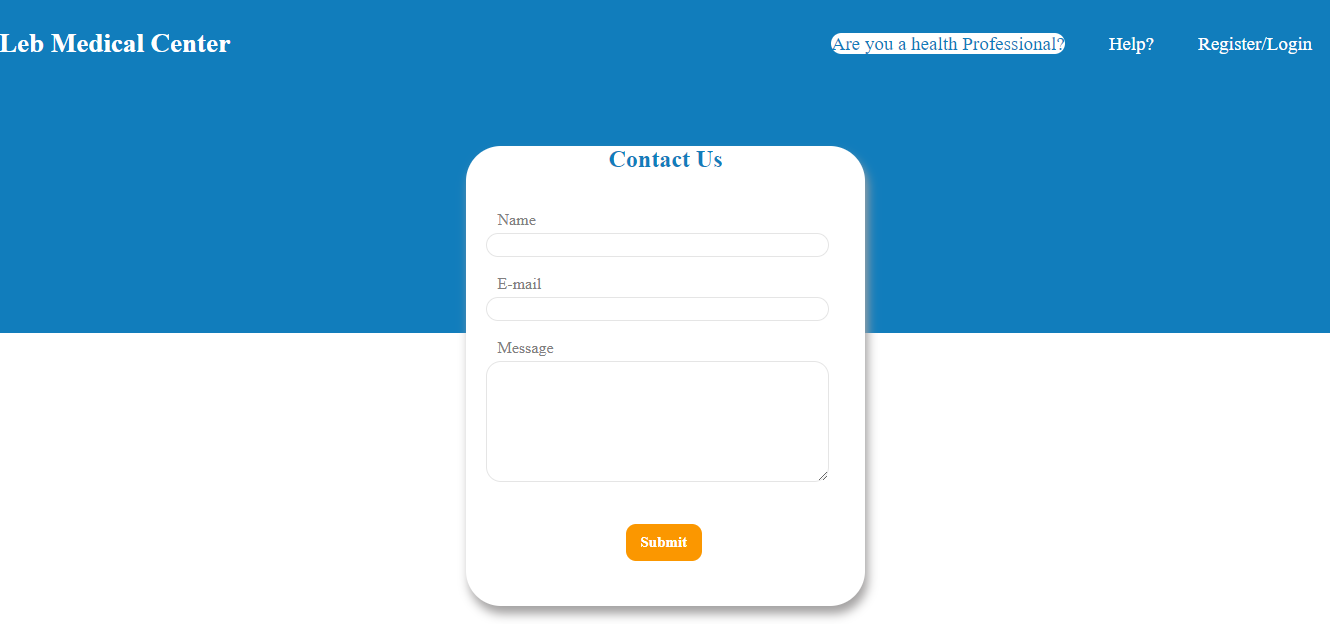 Leb Medical Center
Are you a health Professional?
Help?
Register/Login
Contact Us
Name
E-mail
Message
Submit